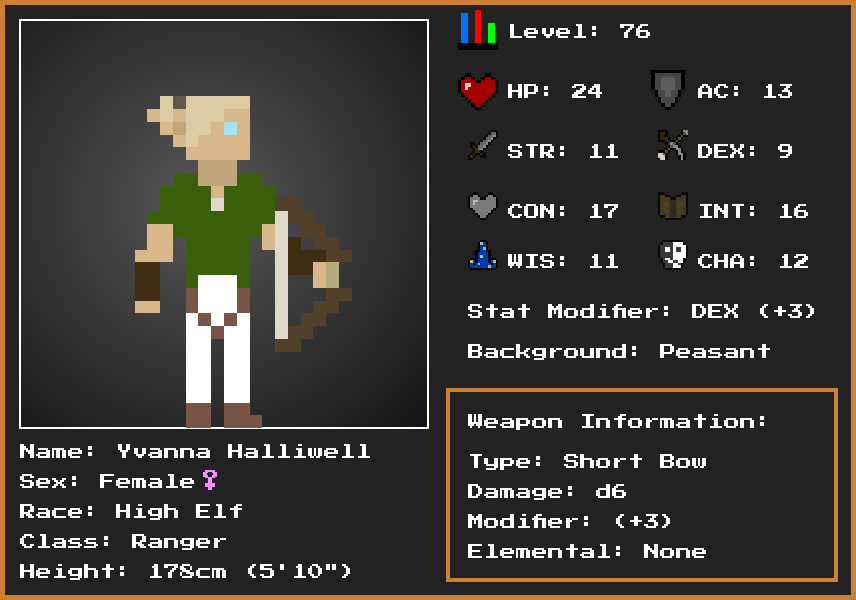 Level: 76
HP: 24 AC: 13
STR: 11 DEX: 9
CON: 17 INT: 16
WIS: 11 CHA: 12
Stat Modifier: DEX (+3)
Background: Peasant
Weapon Information:
Type: Short Bow
Damage: d6
Modifier: (+3)
Elemental: None
Name: Yvanna Halliwell
Sex: Female♀
Race: High Elf
Class: Ranger
Height: 178cm (5'10")